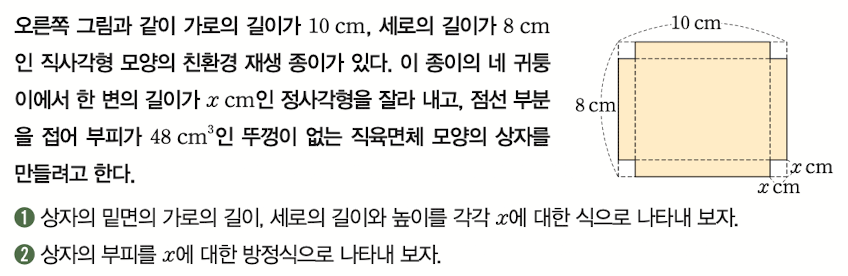 오른쪽 그림과 같이 가로의 길이가 10 cm, 세로의 길이가 8 cm
인 직사각형 모양의 친환경 재생 종이가 있다. 이 종이의 네 귀퉁
이에서 한 변의 길이가 x cm인 정사각형을 잘라 내고, 점선 부분
을 접어 부피가 48 cm³인 뚜껑이 없는 직육면체 모양의 상자를
만들려고 한다.
10 cm
8 cm
x cm
x cm
❶ 상자의 밑면의 가로의 길이, 세로의 길이와 높이를 각각 x에 대한 식으로 나타내 보자.
❷ 상자의 부피를 x에 대한 방정식으로 나타내 보자.